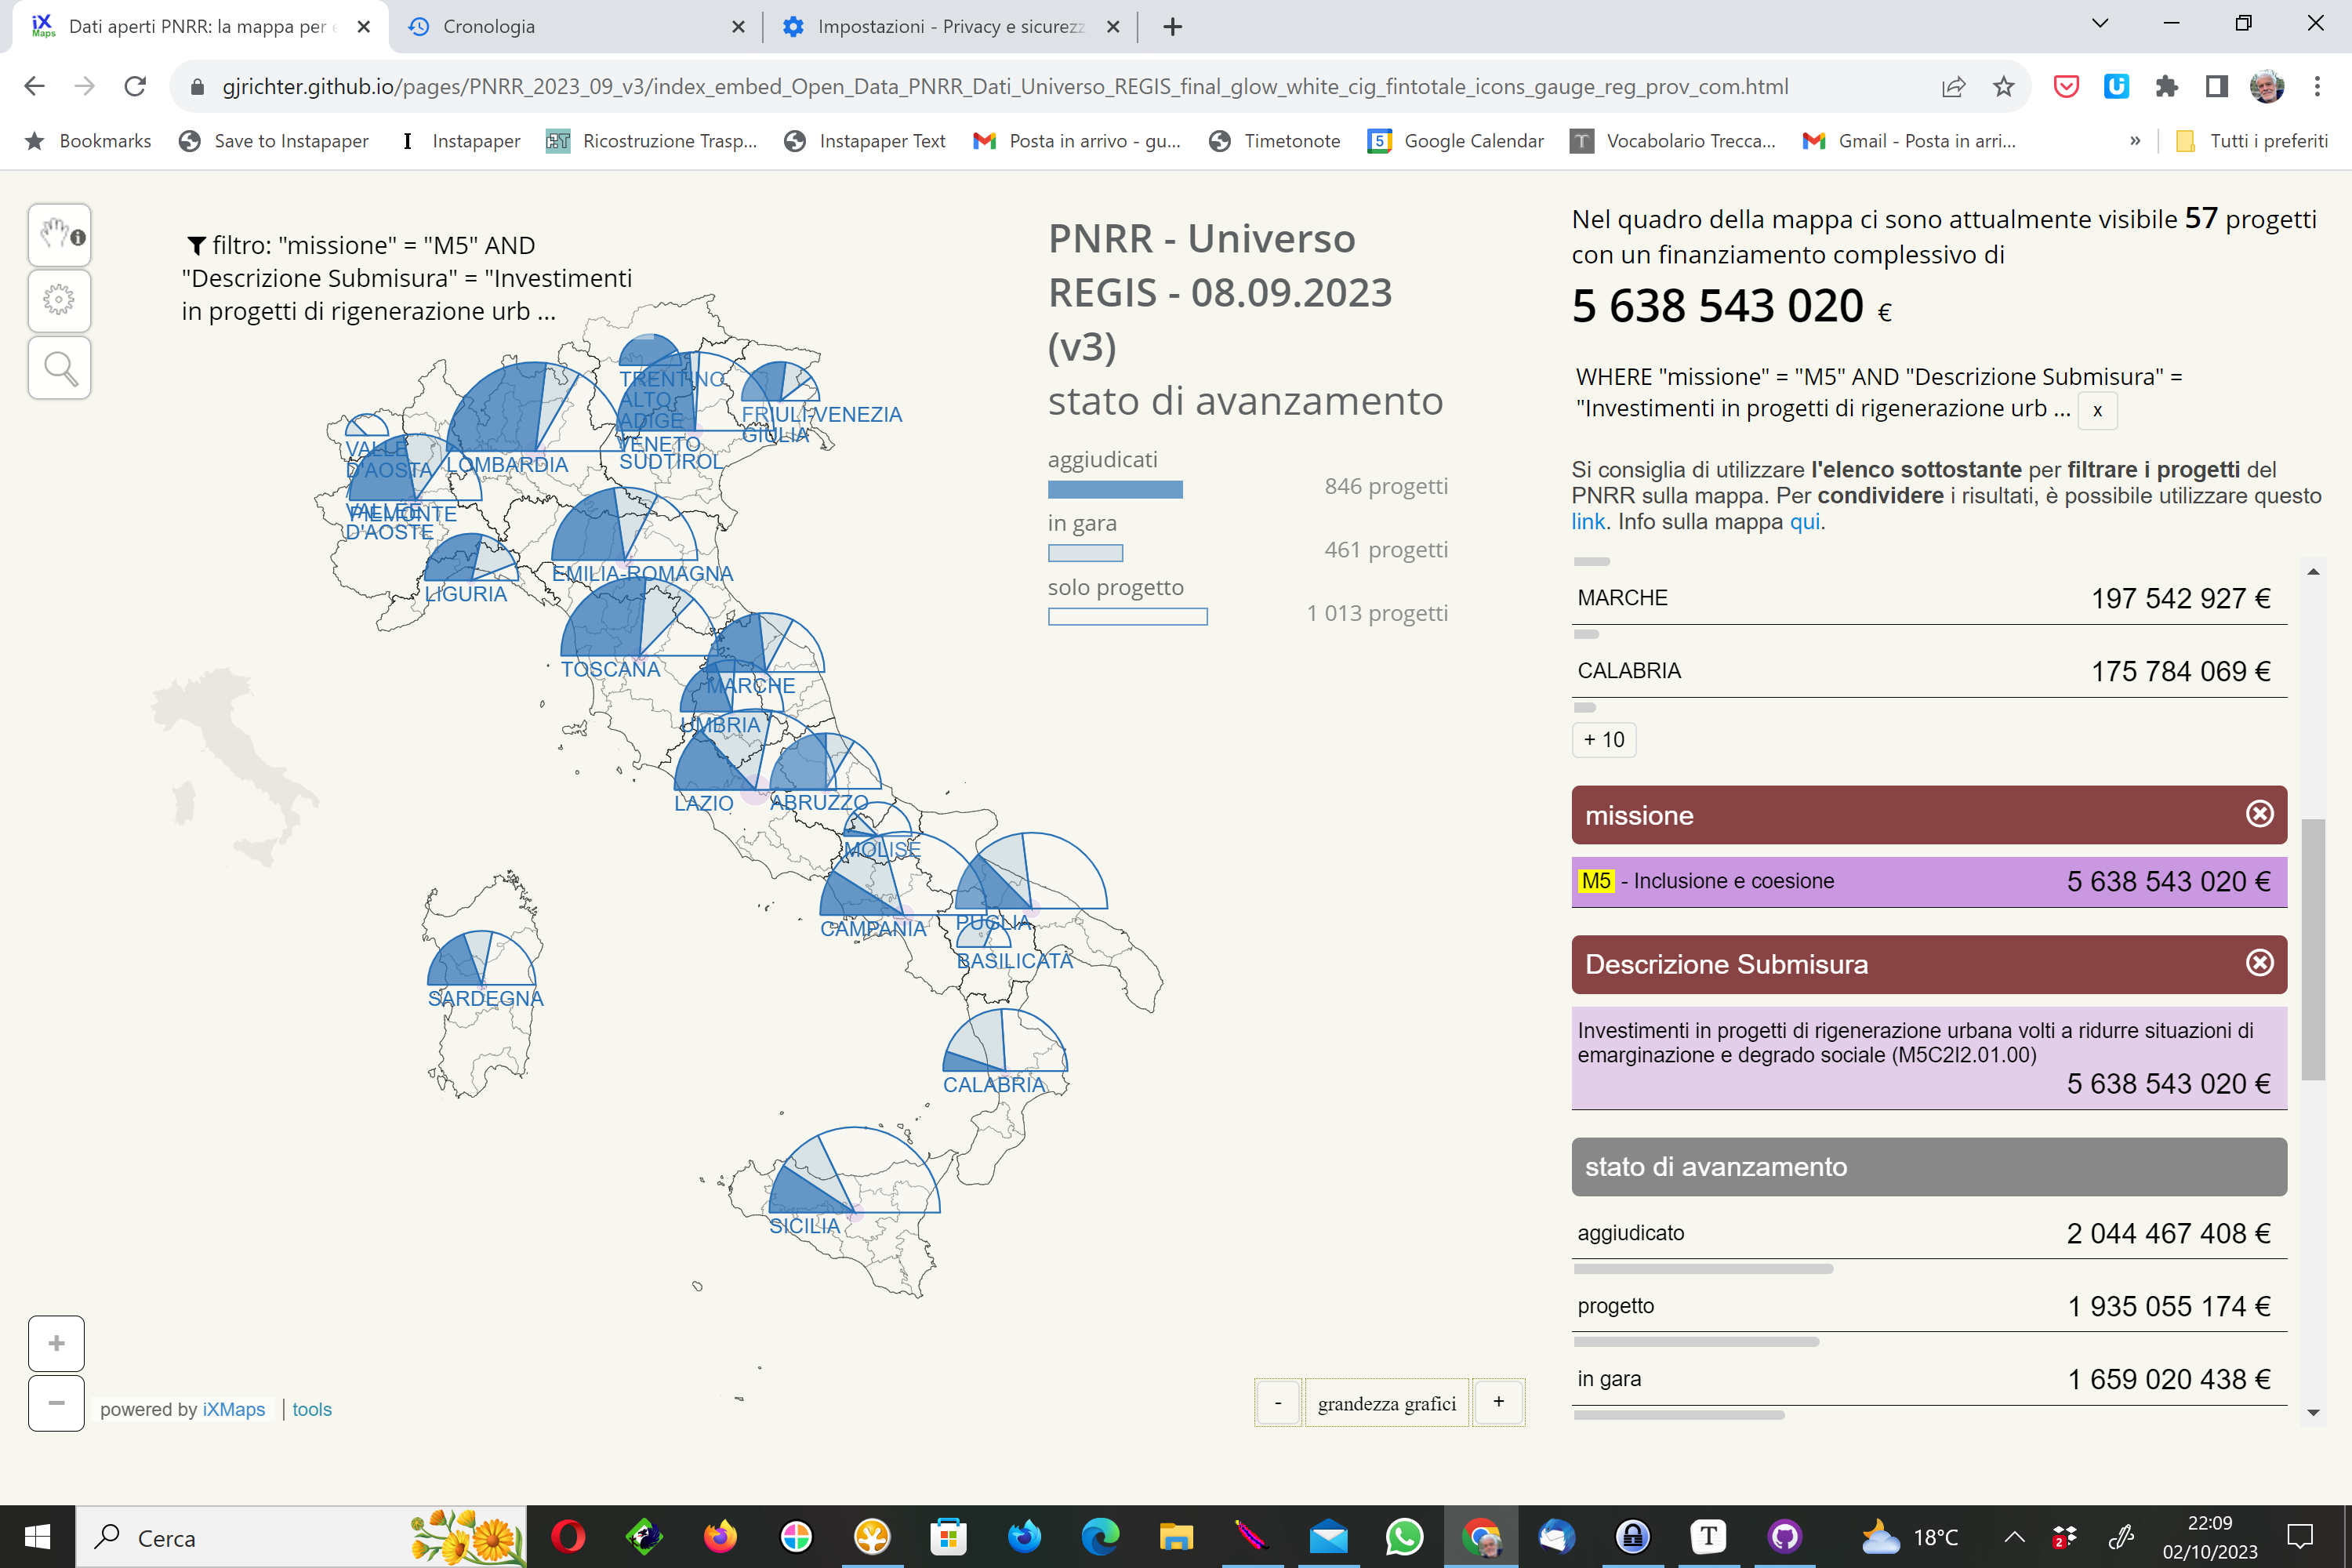 iX Maps
Dati aperti PNRR: la mappa per e
Cronologia
Impostazioni - Privacy e sicurezz
gjrichter.github.io/pages/PNRR_2023_09_v3/index_embed_Open_Data_PNRR_Dati_Universo_REGIS_final_glow_white_cig_fintotale_icons_gauge_reg_prov_com.html
Bookmarks
Save to Instapaper
I Instapaper
Ricostruzione Trasp...
Instapaper Text
Posta in arrivo - gu...
Timetonote
5 Google Calendar
T Vocabolario Trecca...
Gmail - Posta in arri...
»
Tutti i preferiti
filtro: "missione" = "M5" AND
"Descrizione Submisura" = "Investimenti
in progetti di rigenerazione urb ...
TRENTINO
ALTO
ADIGE
VENETO
SÜDTIROL
FRIULI-VENEZIA
GIULIA
VALLE
D'AOSTA
/
VALLEE
D'AOSTE
LOMBARDIA
PIEMONTE
LIGURIA
EMILIA-ROMAGNA
TOSCANA
MARCHE
UMBRIA
LAZIO
ABRUZZO
MOLISE
CAMPANIA
PUGLIA
BASILICATA
SARDEGNA
CALABRIA
SICILIA
+
−
powered by iXMaps | tools
PNRR - Universo
REGIS - 08.09.2023
(v3)
stato di avanzamento
aggiudicati
846 progetti
in gara
461 progetti
solo progetto
1 013 progetti
- grandezza grafici +
Nel quadro della mappa ci sono attualmente visibile 57 progetti
con un finanziamento complessivo di
5 638 543 020 €
WHERE "missione" = "M5" AND "Descrizione Submisura" =
"Investimenti in progetti di rigenerazione urb ... x
Si consiglia di utilizzare l'elenco sottostante per filtrare i progetti del
PNRR sulla mappa. Per condividere i risultati, è possibile utilizzare questo
link. Info sulla mappa qui.
MARCHE 197 542 927 €
CALABRIA 175 784 069 €
+ 10
missione
M5 - Inclusione e coesione 5 638 543 020 €
Descrizione Submisura
Investimenti in progetti di rigenerazione urbana volti a ridurre situazioni di
emarginazione e degrado sociale (M5C2I2.01.00)
5 638 543 020 €
stato di avanzamento
aggiudicato 2 044 467 408 €
progetto 1 935 055 174 €
in gara 1 659 020 438 €
Cerca
T
18°C
2
22:09
02/10/2023